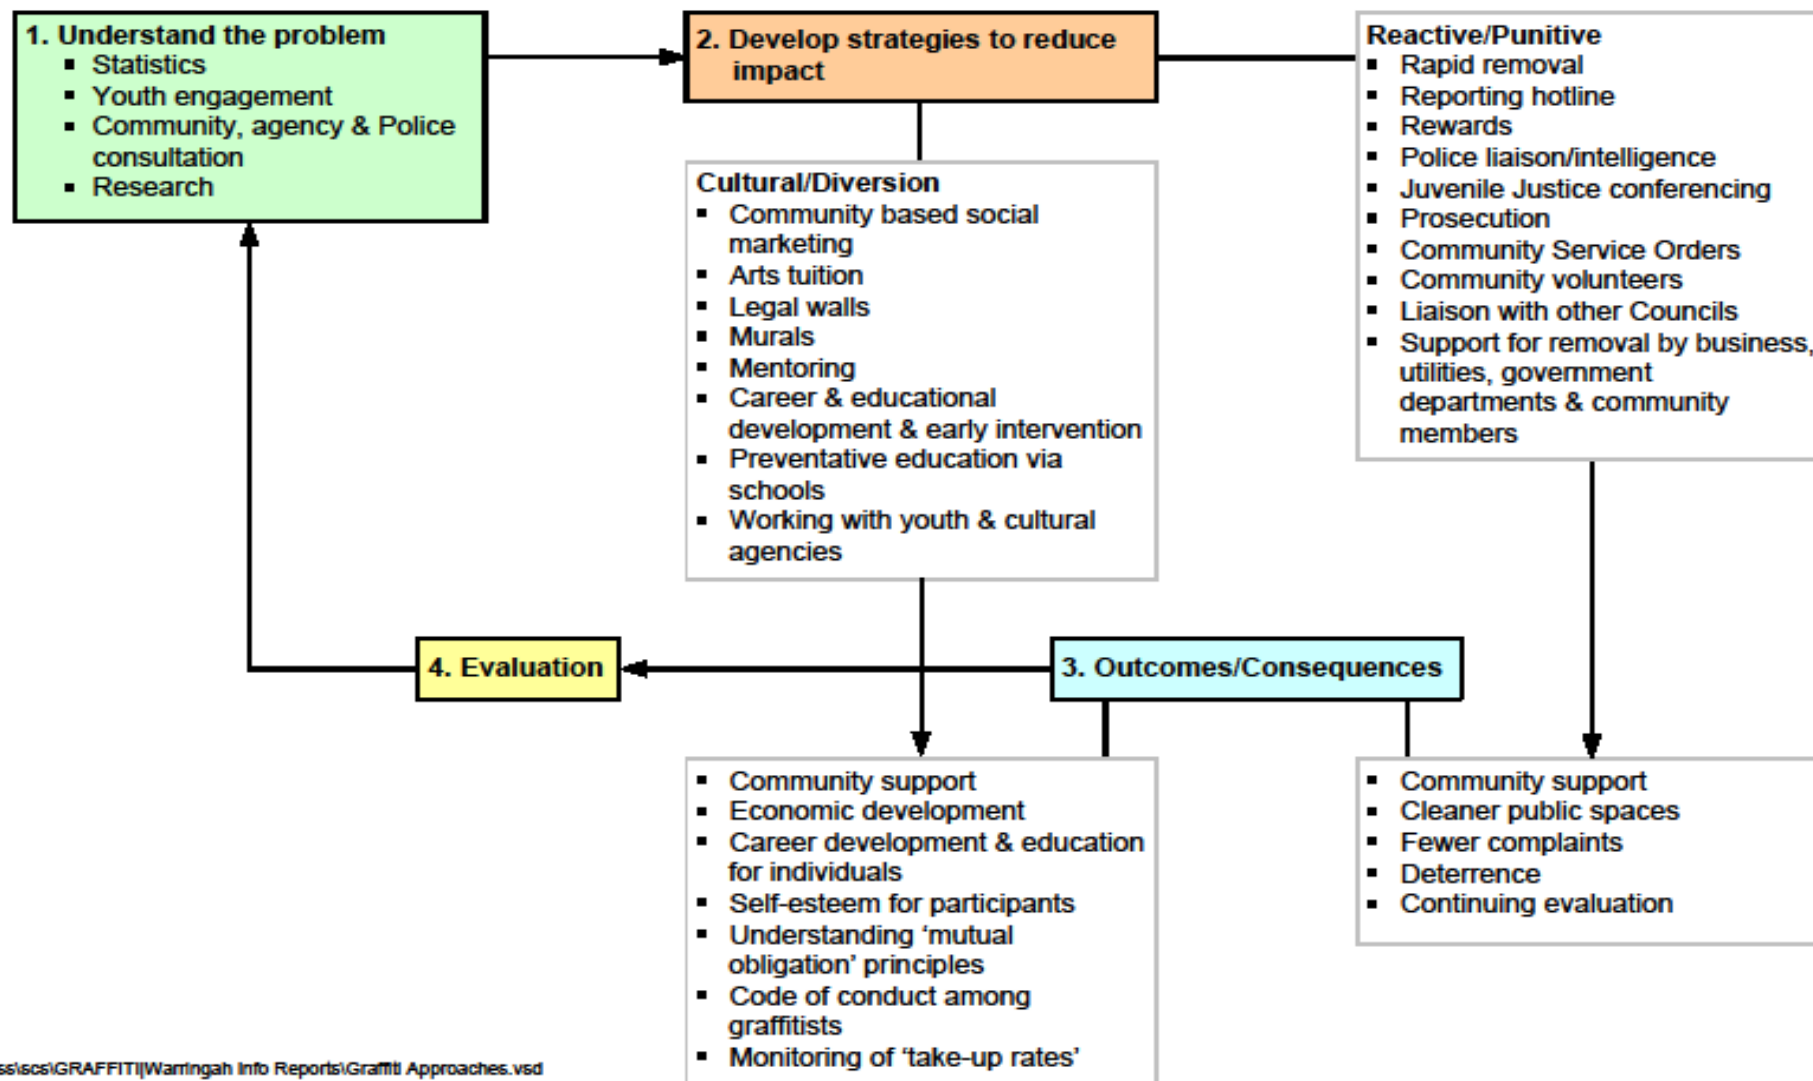 1. Understand the problem
▪ Statistics
▪ Youth engagement
▪ Community, agency & Police
consultation
▪ Research
2. Develop strategies to reduce
impact
Reactive/Punitive
▪ Rapid removal
▪ Reporting hotline
▪ Rewards
▪ Police liaison/intelligence
▪ Juvenile Justice conferencing
▪ Prosecution
▪ Community Service Orders
▪ Community volunteers
▪ Liaison with other Councils
▪ Support for removal by business,
utilities, government
departments & community
members
Cultural/Diversion
▪ Community based social
marketing
▪ Arts tuition
▪ Legal walls
▪ Murals
▪ Mentoring
▪ Career & educational
development & early intervention
▪ Preventative education via
schools
▪ Working with youth & cultural
agencies
4. Evaluation
3. Outcomes/Consequences
▪ Community support
▪ Economic development
▪ Career development & education
for individuals
▪ Self-esteem for participants
▪ Understanding ‘mutual
obligation’ principles
▪ Code of conduct among
graffitists
▪ Monitoring of ‘take-up rates’
▪ Community support
▪ Cleaner public spaces
▪ Fewer complaints
▪ Deterrence
▪ Continuing evaluation
ss\scs\GRAFFITI|Warringah Info Reports\Graffiti Approaches.vsd